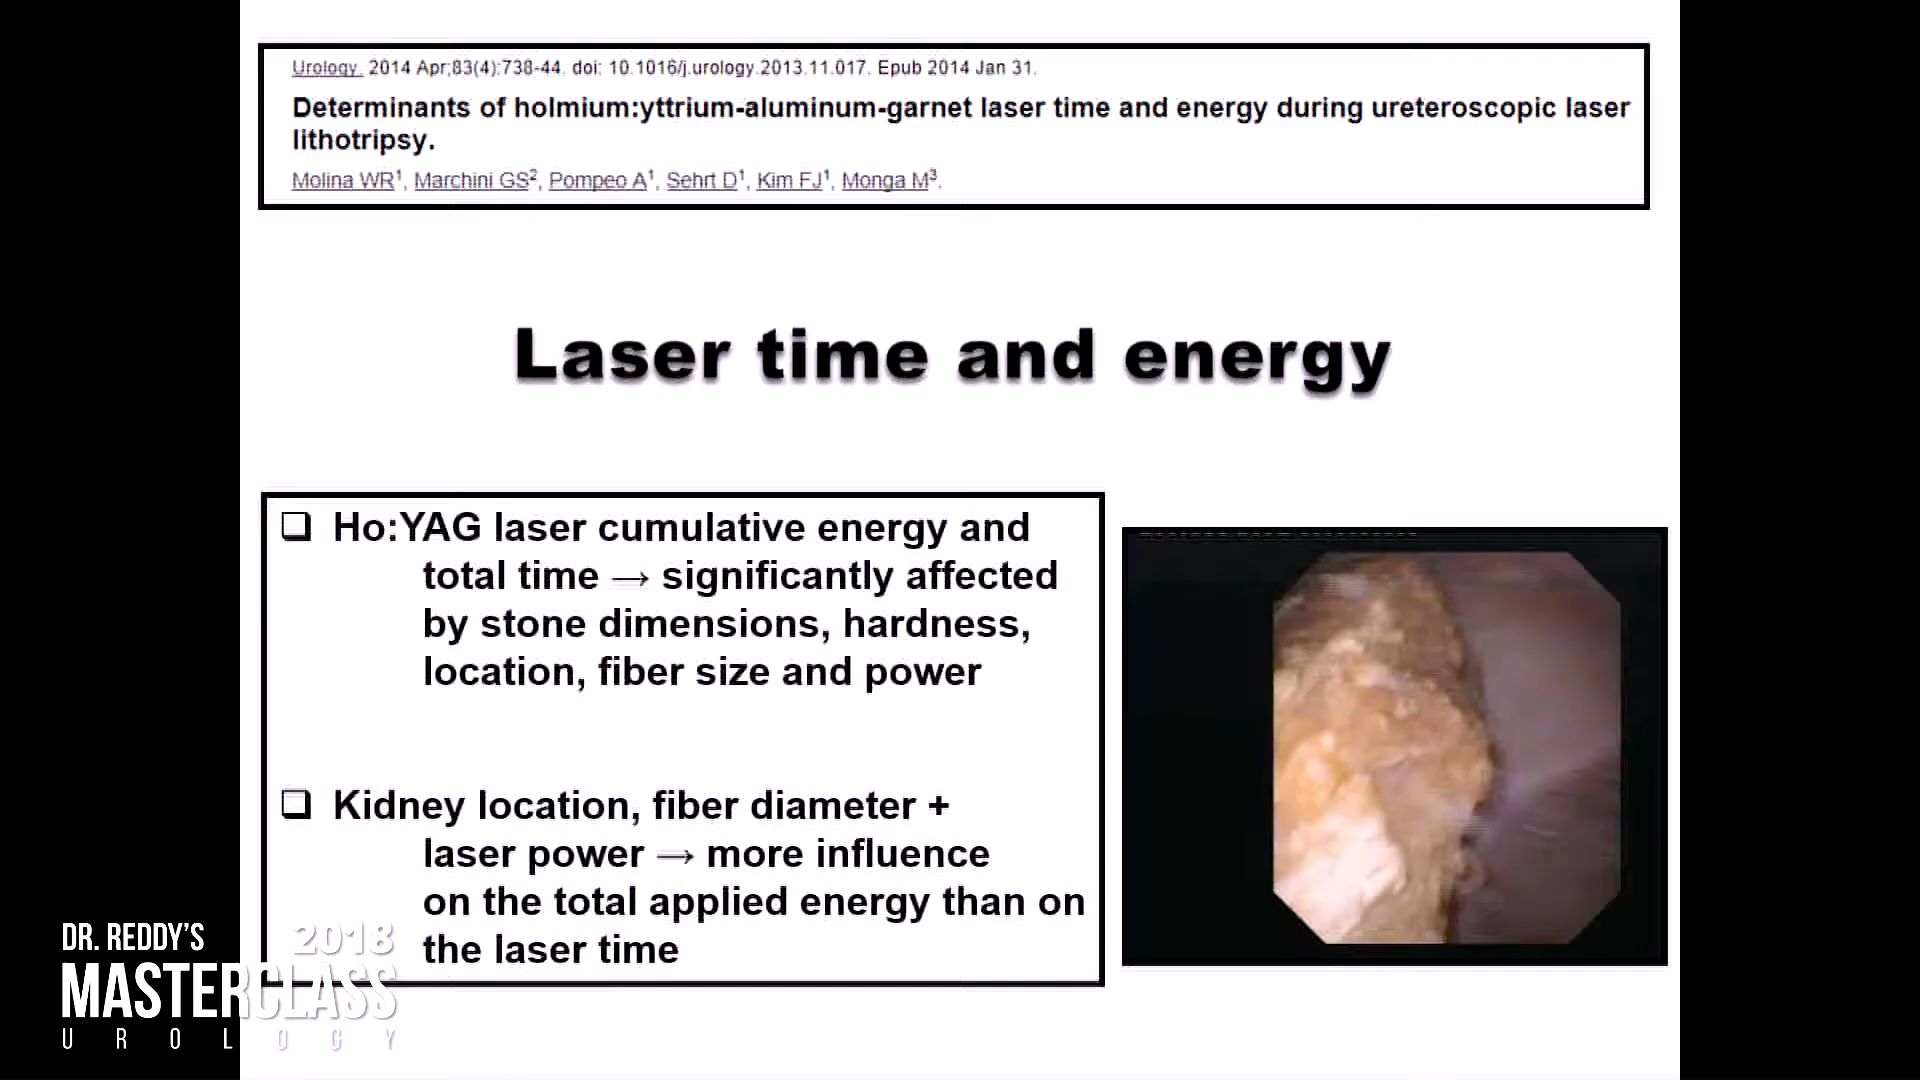 Urology. 2014 Apr;83(4):738-44. doi: 10.1016/j.urology.2013.11.017. Epub 2014 Jan 31.
Determinants of holmium:yttrium-aluminum-garnet laser time and energy during ureteroscopic laser
lithotripsy.
Molina WR¹, Marchini GS², Pompeo A¹, Sehrt D¹, Kim FJ¹, Monga M³.
Laser time and energy
❑ Ho:YAG laser cumulative energy and
total time → significantly affected
by stone dimensions, hardness,
location, fiber size and power
❑ Kidney location, fiber diameter +
laser power → more influence
on the total applied energy than on
the laser time
DR. REDDY'S 2018
MASTERCLASS
UROLOGY